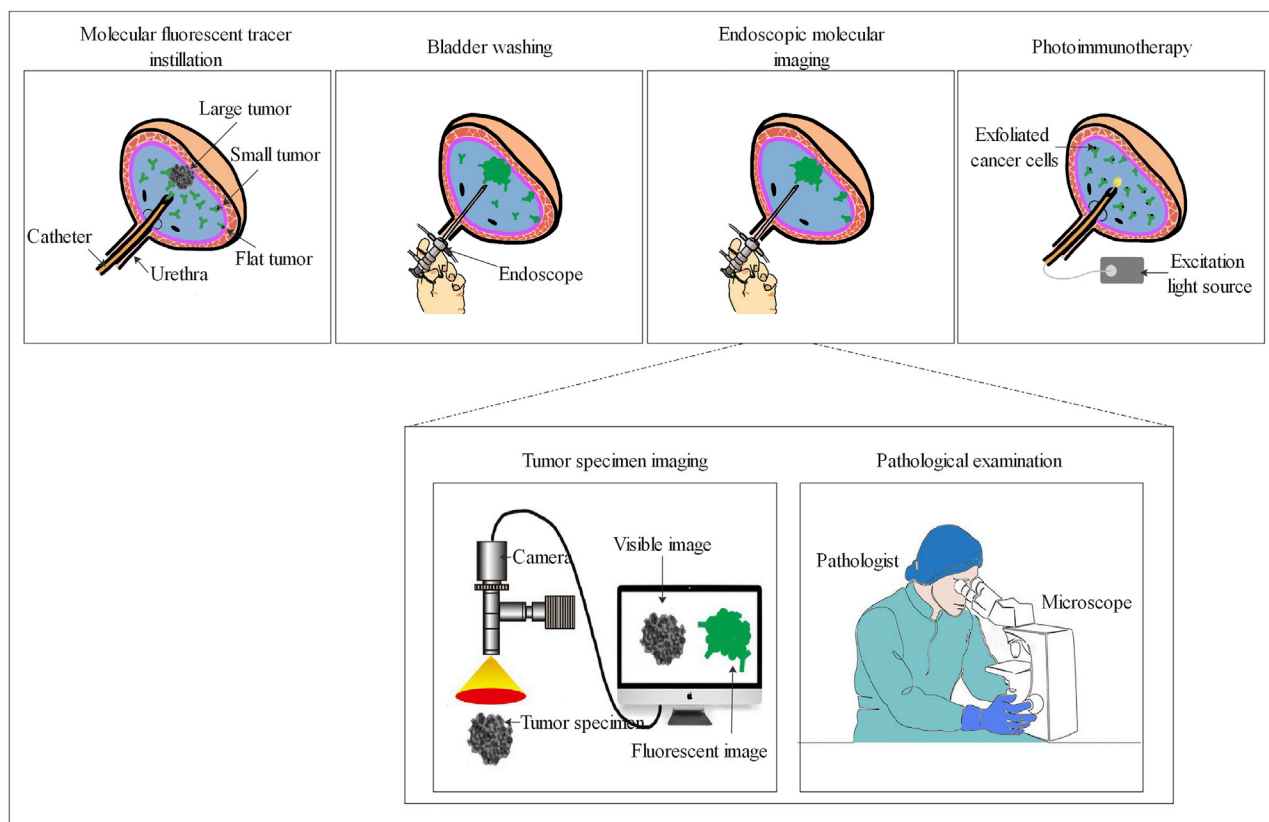 Molecular fluorescent tracer
instillation
Bladder washing
Endoscopic molecular
imaging
Photoimmunotherapy
Large tumor
Small tumor
Flat tumor
Catheter
Urethra
Endoscope
Exfoliated
cancer cells
Excitation
light source
Tumor specimen imaging
Pathological examination
Camera
Visible image
Tumor specimen
Fluorescent image
Pathologist
Microscope